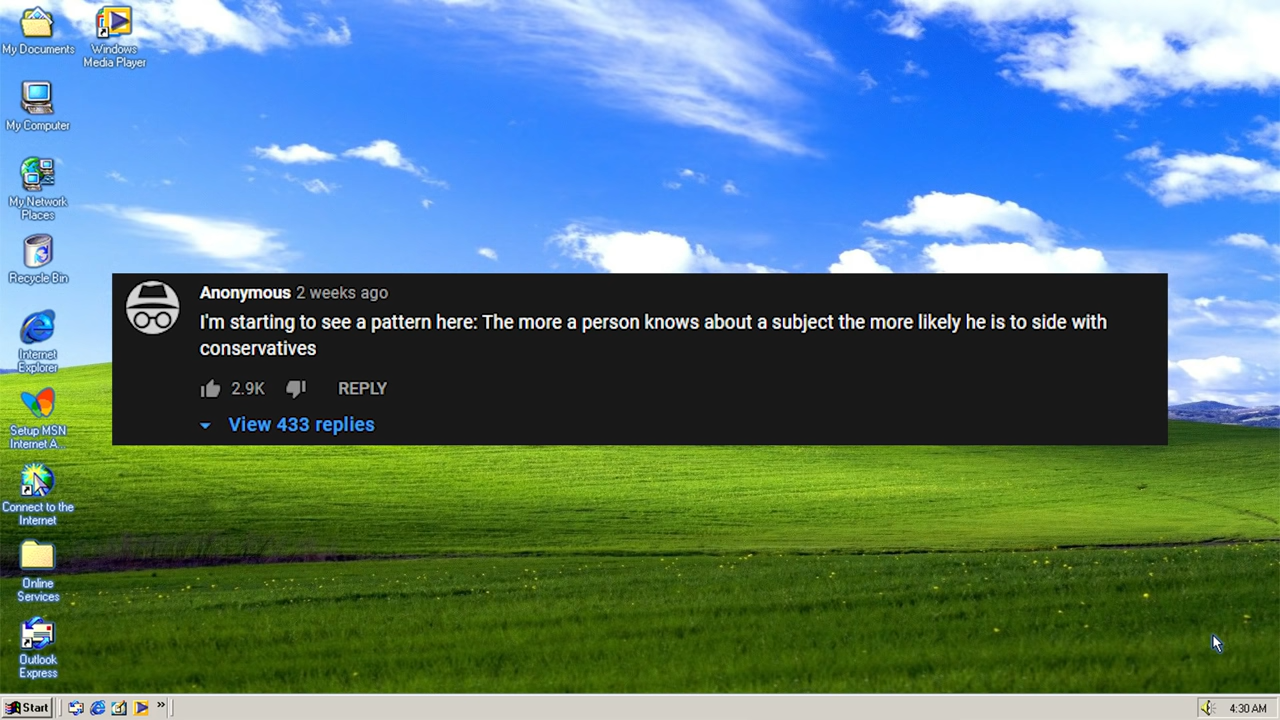 My Documents
Windows
Media Player
My Computer
My Network
Places
Recycle Bin
Internet
Explorer
Setup MSN
Internet A...
Connect to the
Internet
Online
Services
Outlook
Express
Anonymous 2 weeks ago
I'm starting to see a pattern here: The more a person knows about a subject the more likely he is to side with
conservatives
2.9K REPLY
View 433 replies
Start » 4:30 AM